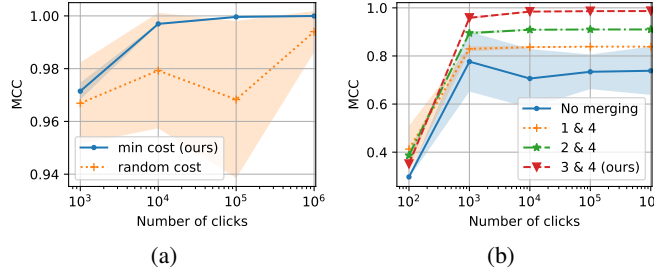 1.00
0.98
0.96
0.94
MCC
min cost (ours)
random cost
10³ 10⁴ 10⁵ 10⁶
Number of clicks
(a)
1.0
0.8
0.6
0.4
MCC
No merging
1 & 4
2 & 4
3 & 4 (ours)
10² 10³ 10⁴ 10⁵ 10⁶
Number of clicks
(b)